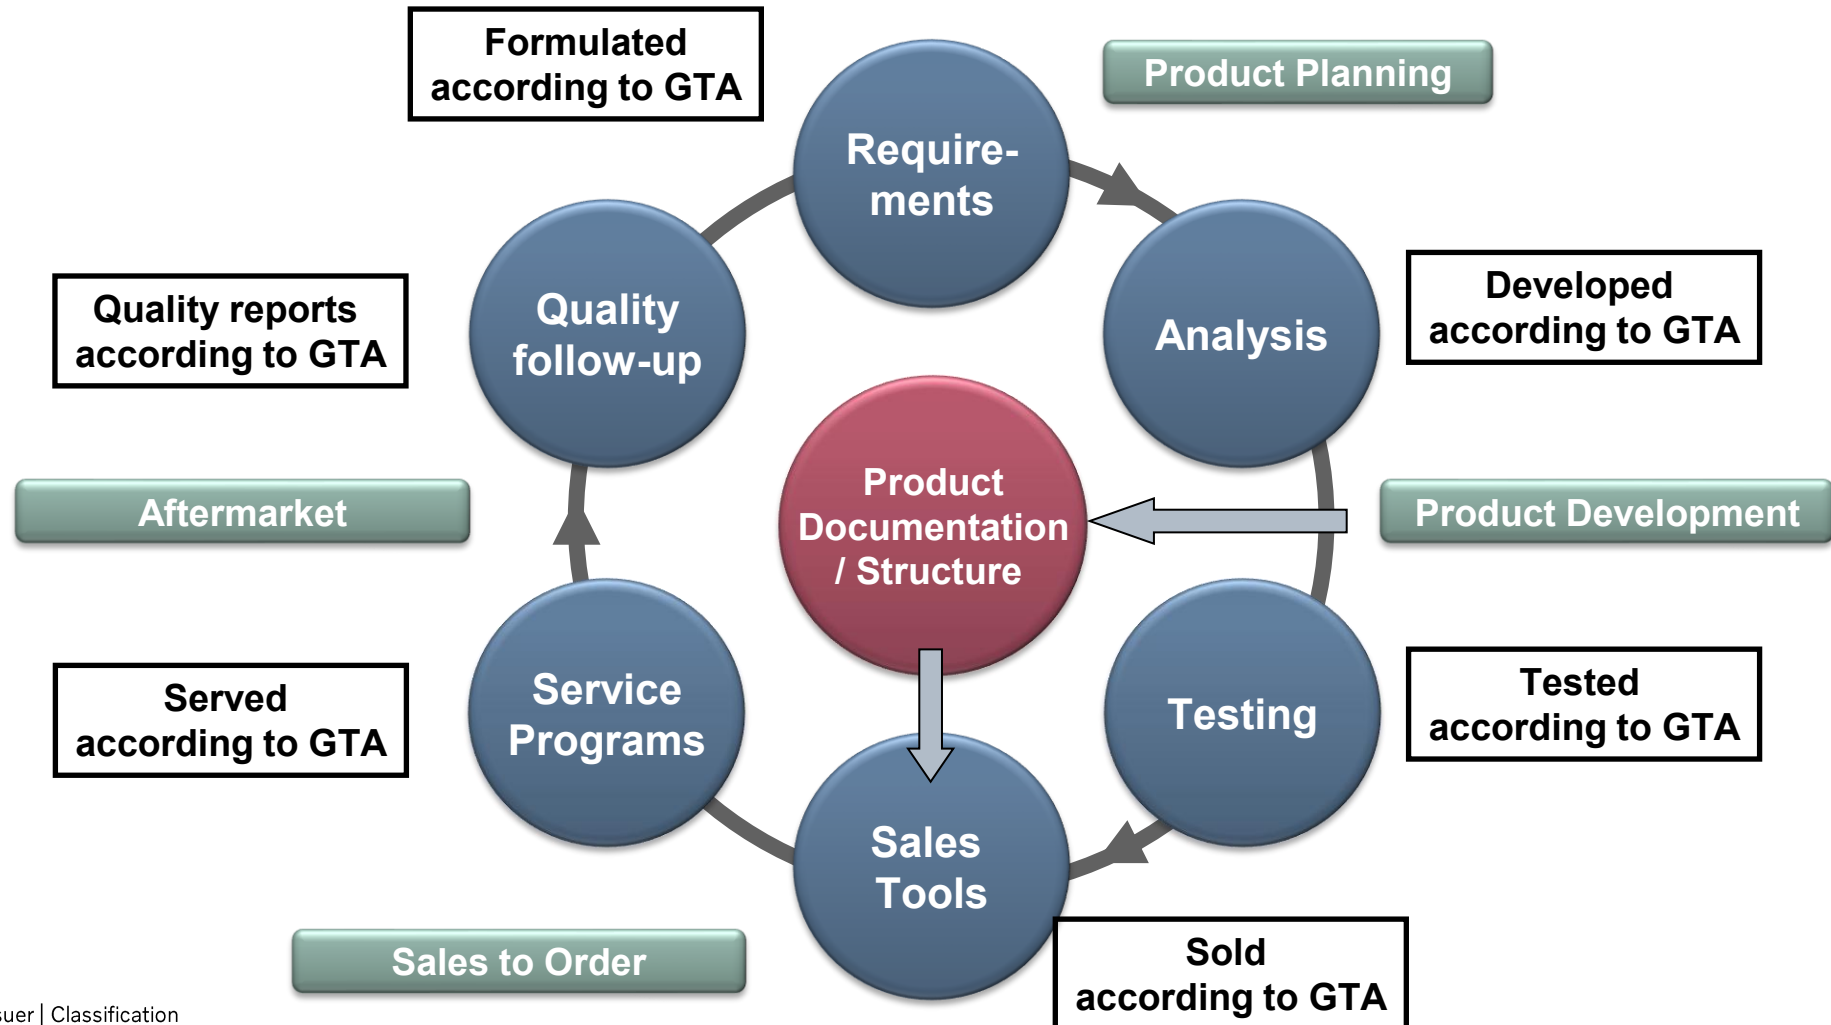 Formulated
according to GTA
Product Planning
Require-
ments
Quality
follow-up
Quality reports
according to GTA
Analysis
Developed
according to GTA
Aftermarket
Product
Documentation
/ Structure
Product Development
Served
according to GTA
Service
Programs
Testing
Tested
according to GTA
Sales
Tools
Sales to Order
Sold
according to GTA
suer | Classification